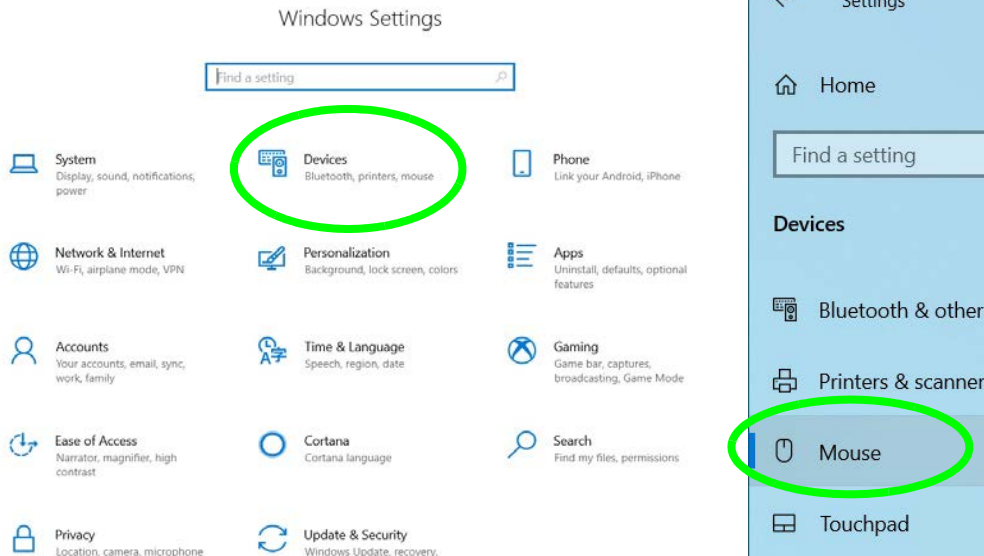 Windows Settings
Find a setting
System
Display, sound, notifications,
power
Devices
Bluetooth, printers, mouse
Phone
Link your Android, iPhone
Network & Internet
Wi-Fi, airplane mode, VPN
Personalization
Background, lock screen, colors
Apps
Uninstall, defaults, optional
features
Accounts
Your accounts, email, sync,
work, family
Time & Language
Speech, region, date
Gaming
Game bar, captures,
broadcasting, Game Mode
Ease of Access
Narrator, magnifier, high
contrast
Cortana
Cortana language
Search
Find my files, permissions
Privacy
Location, camera, microphone
Update & Security
Windows Update, recovery,
Settings
Home
Find a setting
Devices
Bluetooth & other
Printers & scanner
Mouse
Touchpad